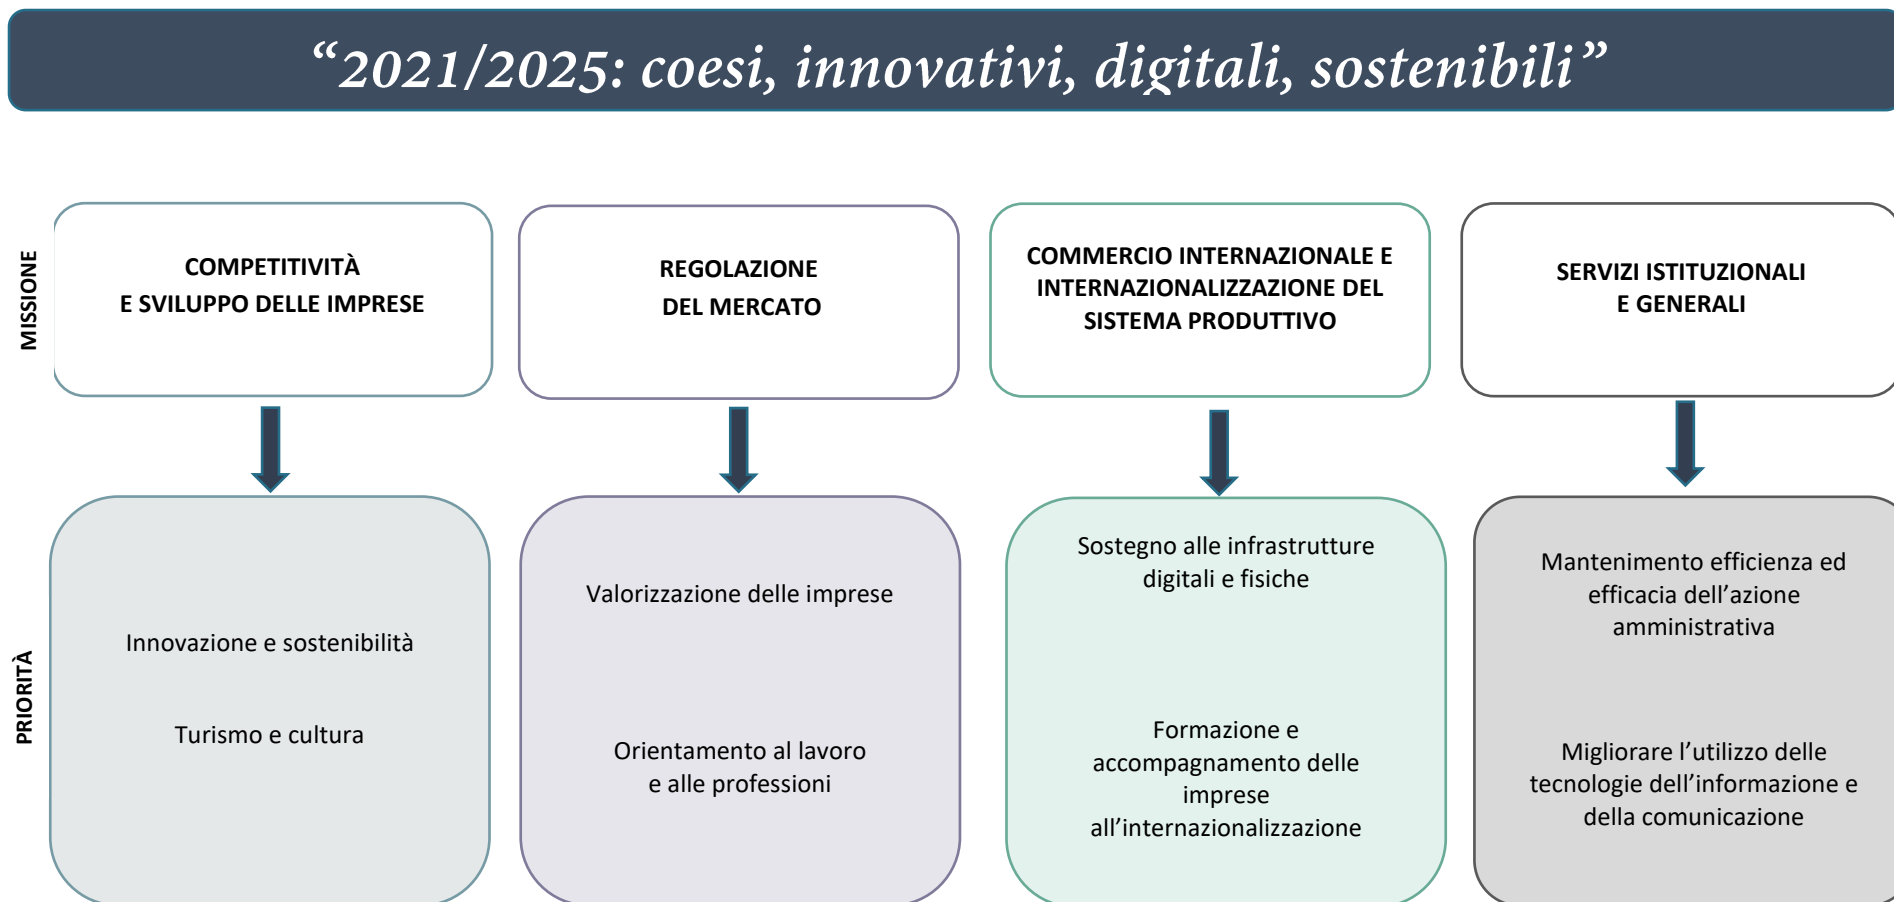 “2021/2025: coesi, innovativi, digitali, sostenibili”
MISSIONE
COMPETITIVITÀ
E SVILUPPO DELLE IMPRESE
REGOLAZIONE
DEL MERCATO
COMMERCIO INTERNAZIONALE E
INTERNAZIONALIZZAZIONE DEL
SISTEMA PRODUTTIVO
SERVIZI ISTITUZIONALI
E GENERALI
PRIORITÀ
Innovazione e sostenibilità
Turismo e cultura
Valorizzazione delle imprese
Orientamento al lavoro
e alle professioni
Sostegno alle infrastrutture
digitali e fisiche
Formazione e
accompagnamento delle
imprese
all’internazionalizzazione
Mantenimento efficienza ed
efficacia dell’azione
amministrativa
Migliorare l’utilizzo delle
tecnologie dell’informazione e
della comunicazione